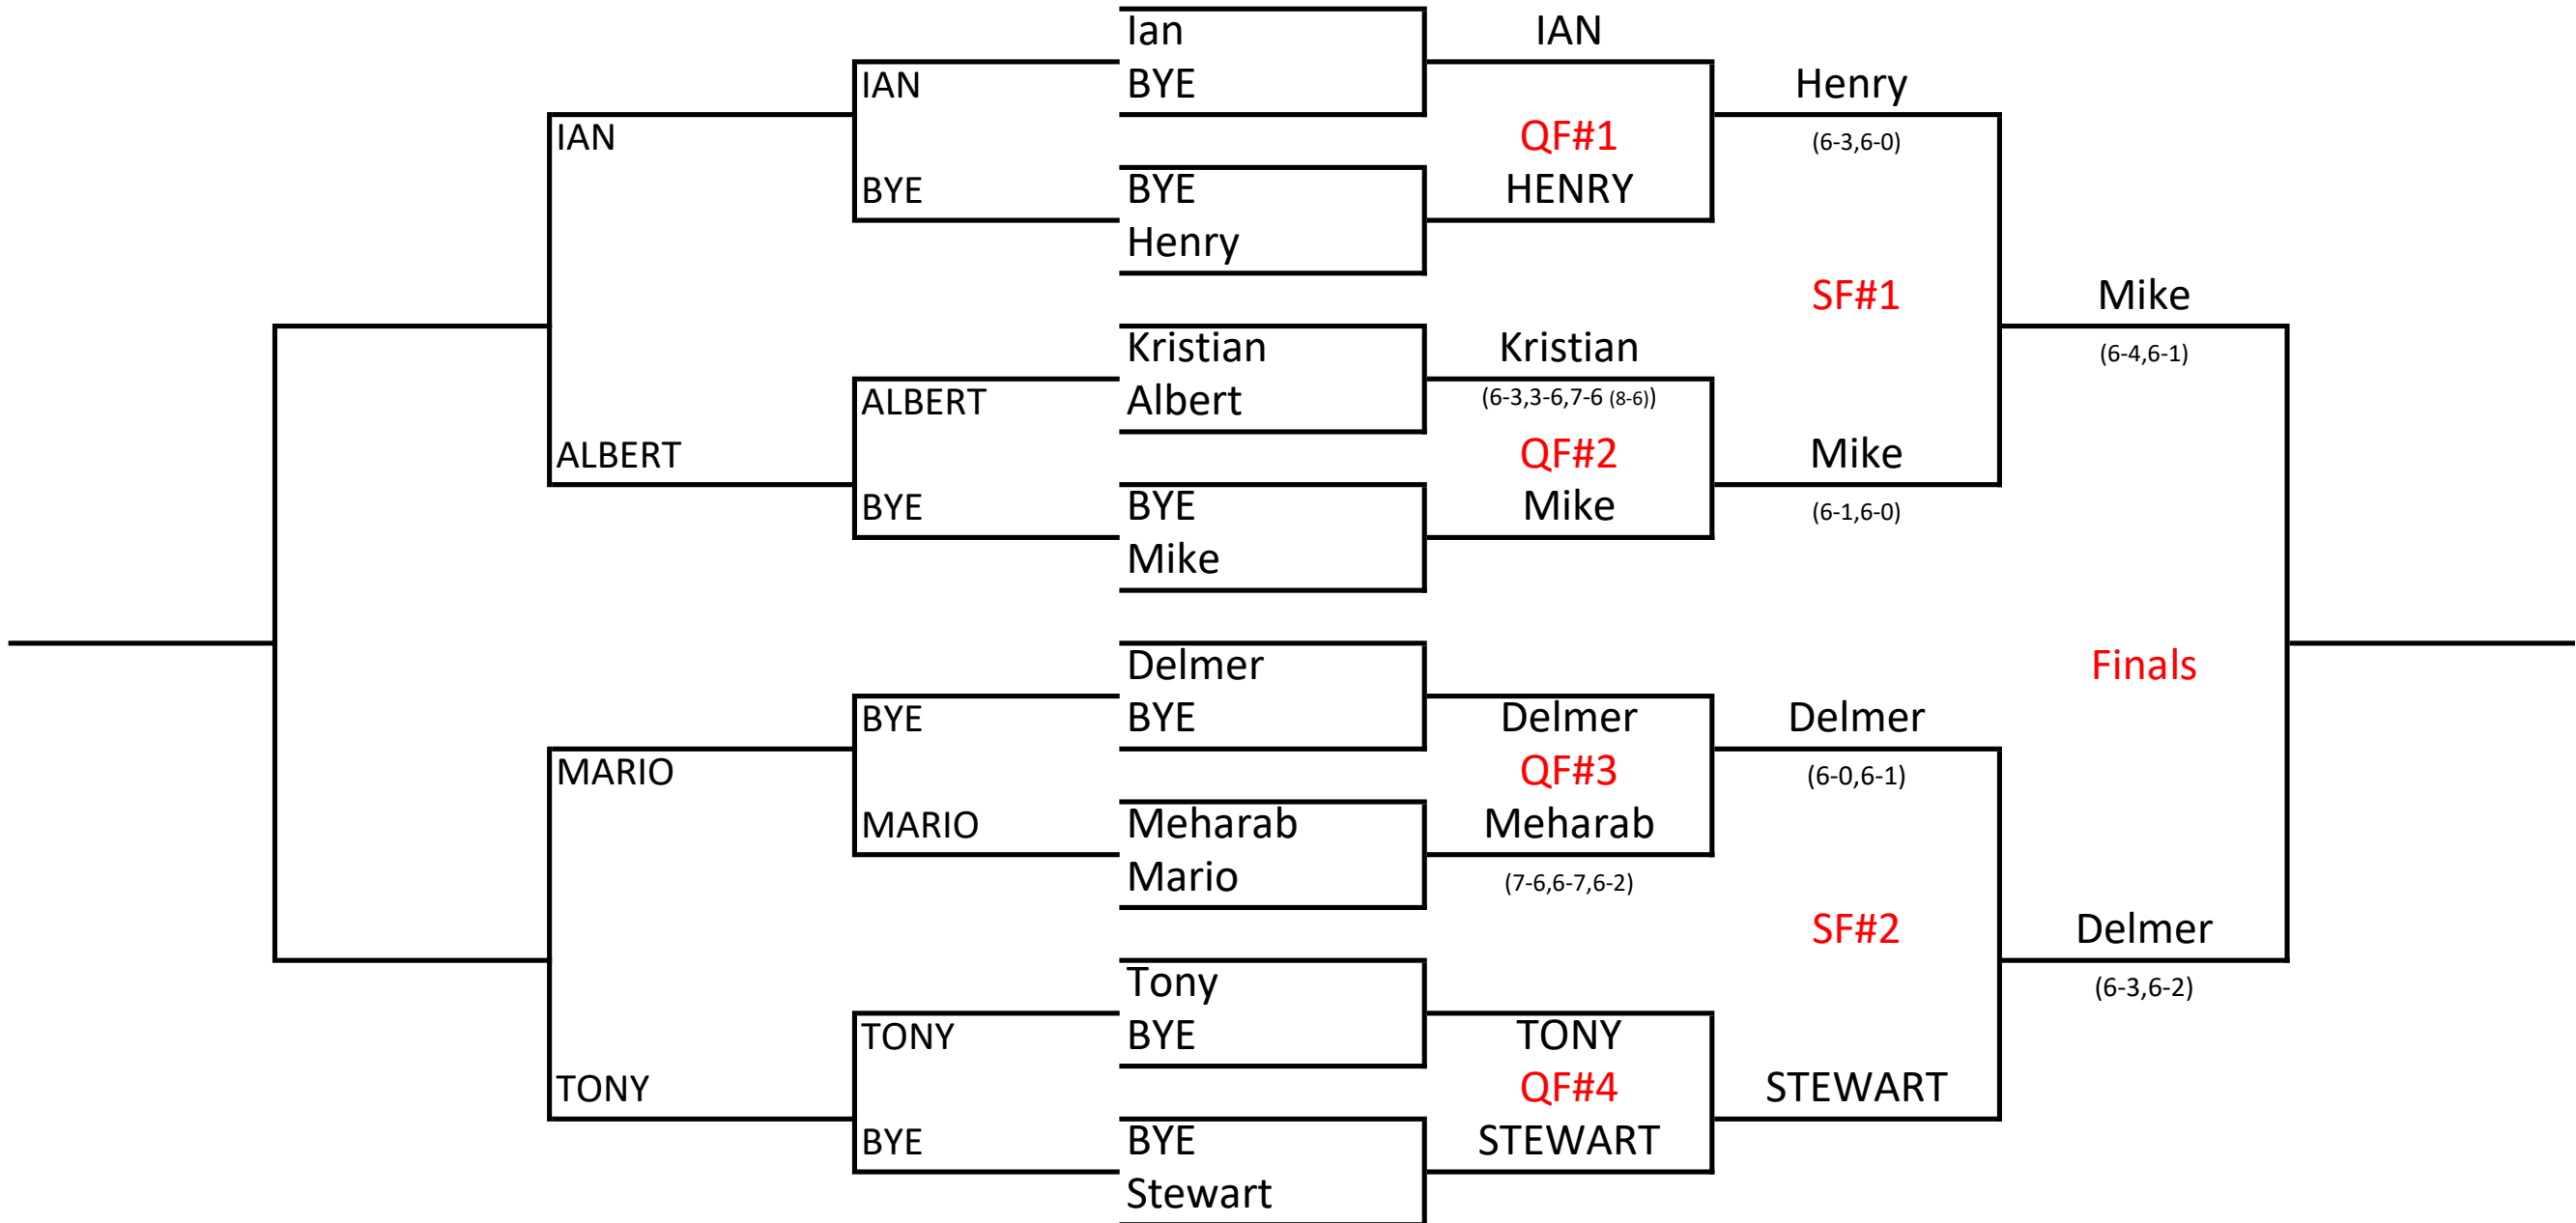 Ian
IAN
IAN
BYE
Henry
IAN
QF#1
(6-3,6-0)
BYE
BYE
HENRY
Henry
SF#1
Mike
Kristian
Kristian
(6-4,6-1)
ALBERT
Albert
(6-3,3-6,7-6 (8-6))
ALBERT
QF#2
Mike
BYE
BYE
Mike
(6-1,6-0)
Mike
Delmer
Finals
BYE
BYE
Delmer
Delmer
MARIO
QF#3
(6-0,6-1)
MARIO
Meharab
Meharab
Mario
(7-6,6-7,6-2)
SF#2
Delmer
Tony
(6-3,6-2)
TONY
BYE
TONY
TONY
QF#4
STEWART
BYE
BYE
STEWART
Stewart